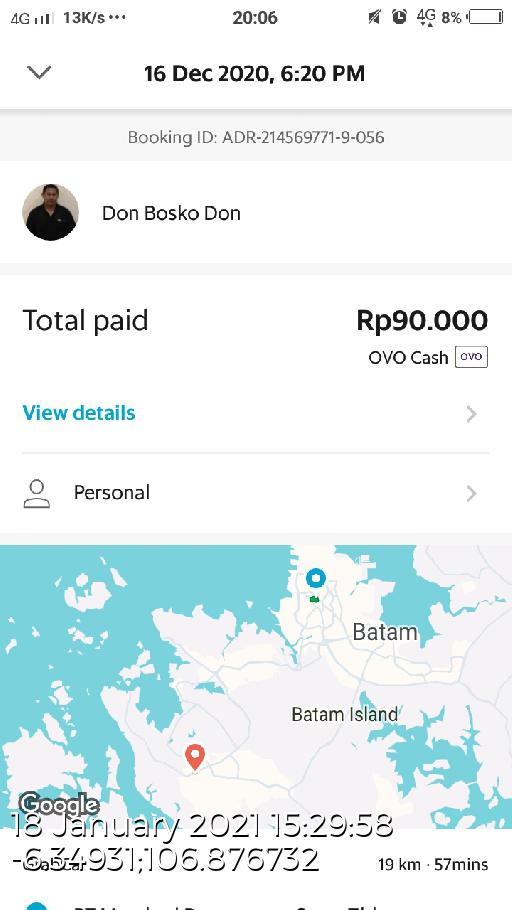 4G 13K/s ••• 20:06 4G 8%
16 Dec 2020, 6:20 PM
Booking ID: ADR-214569771-9-056
Don Bosko Don
Total paid Rp90.000
OVO Cash OVO
View details
Personal
Batam
Batam Island
Google
18 January 2021 15:29:58
-6.34931;106.876732
19 km · 57mins